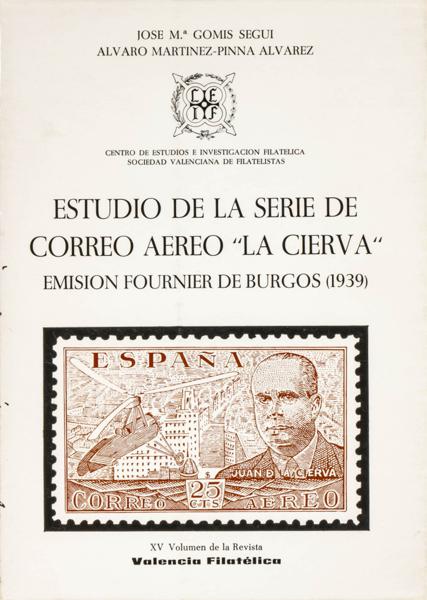 JOSE M.ª GOMIS SEGUI
ALVARO MARTINEZ-PINNA ALVAREZ
CENTRO DE ESTUDIOS E INVESTIGACION FILATELICA
SOCIEDAD VALENCIANA DE FILATELISTAS
ESTUDIO DE LA SERIE DE
CORREO AEREO “LA CIERVA“
EMISION FOURNIER DE BURGOS (1939)
ESPAÑA
JUAN D LA CIERVA
CORREO 25 CTS AEREO
XV Volumen de la Revista
Valencia Filatélica